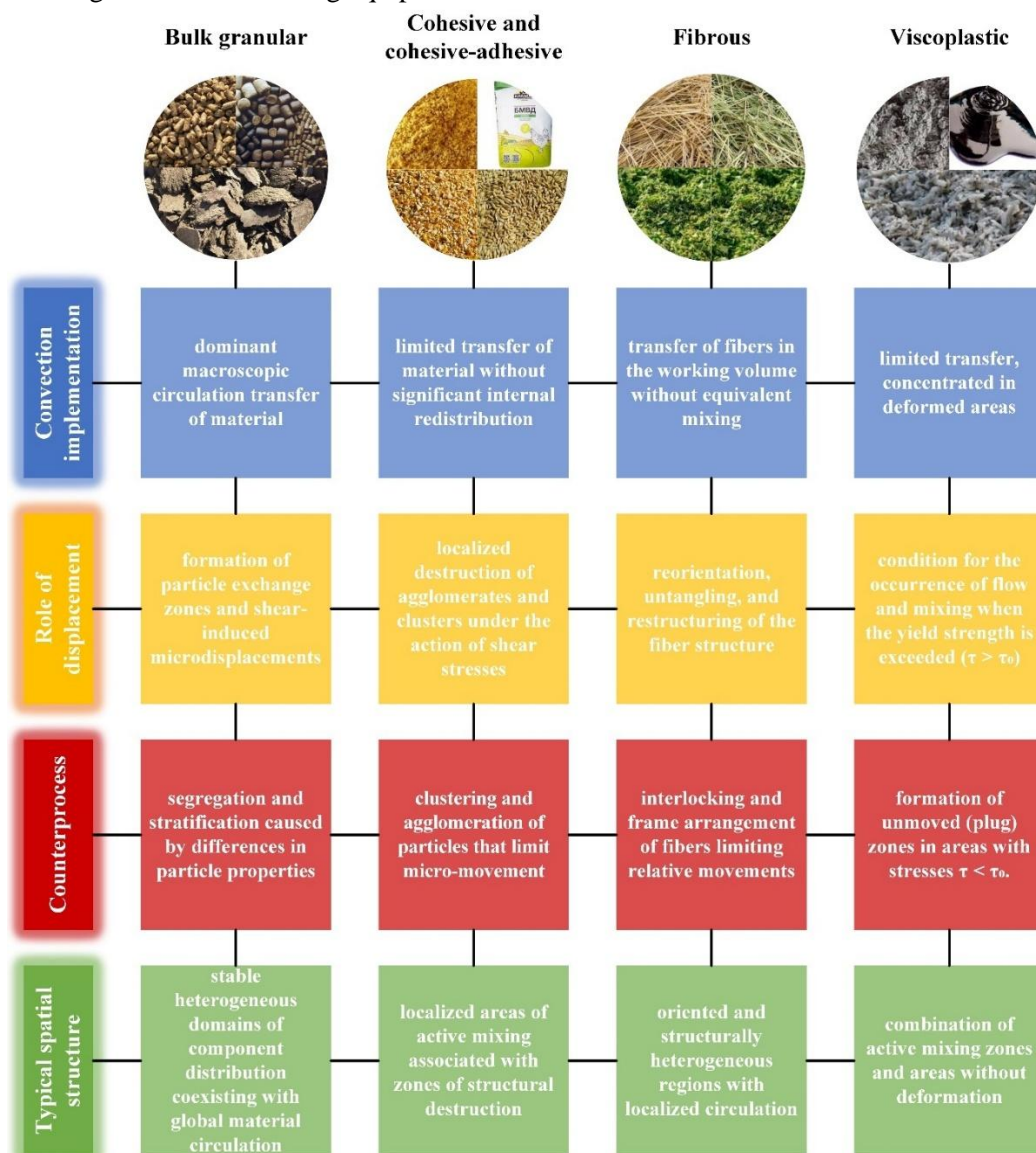 Bulk granular
Cohesive and
cohesive-adhesive
Fibrous
Viscoplastic
БМВД
Convection
implementation
dominant
macroscopic
circulation transfer
of material
limited transfer of
material without
significant internal
redistribution
transfer of fibers in
the working volume
without equivalent
mixing
limited transfer,
concentrated in
deformed areas
Role of
displacement
formation of
particle exchange
zones and shear-
induced
microdisplacements
localized
destruction of
agglomerates and
clusters under the
action of shear
stresses
reorientation,
untangling, and
restructuring of the
fiber structure
condition for the
occurrence of flow
and mixing when
the yield strength is
exceeded (τ > τ₀)
Counterprocess
segregation and
stratification caused
by differences in
particle properties
clustering and
agglomeration of
particles that limit
micro-movement
interlocking and
frame arrangement
of fibers limiting
relative movements
formation of
unmoved (plug)
zones in areas with
stresses τ < τ₀.
Typical spatial
structure
stable
heterogeneous
domains of
component
distribution
coexisting with
global material
circulation
localized areas of
active mixing
associated with
zones of structural
destruction
oriented and
structurally
heterogeneous
regions with
localized circulation
combination of
active mixing zones
and areas without
deformation